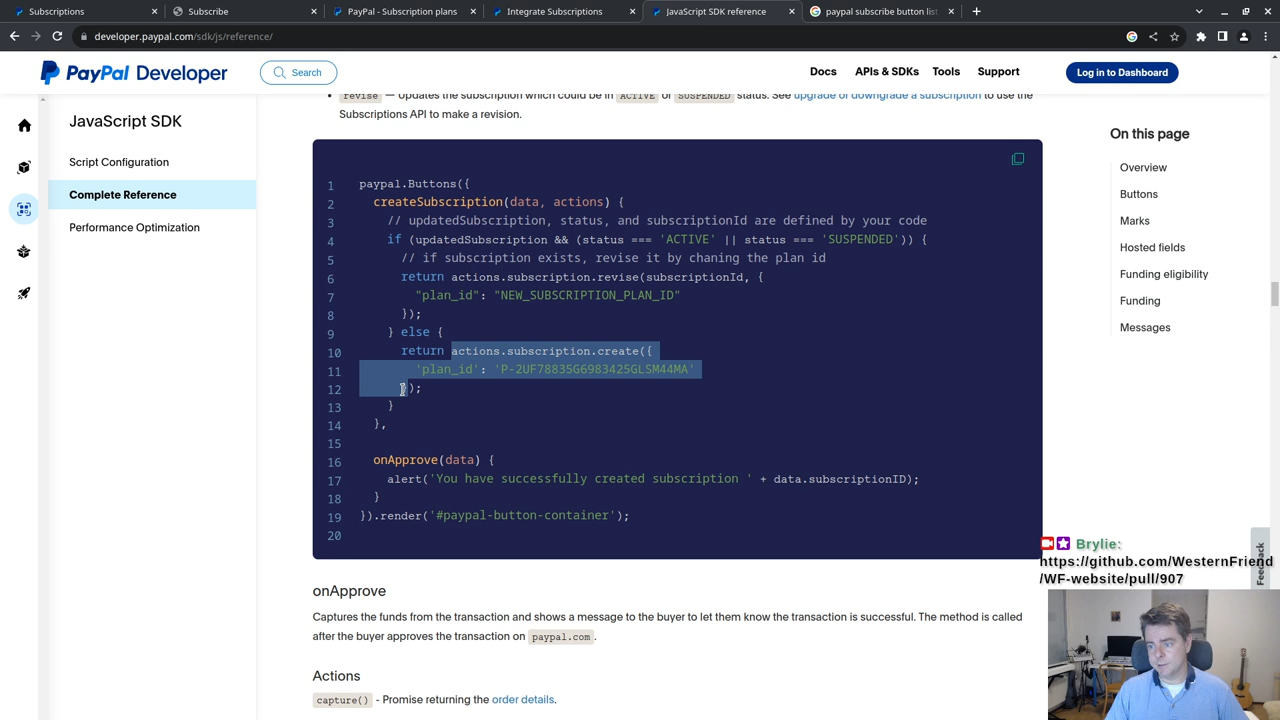 Subscriptions
Subscribe
PayPal - Subscription plans
Integrate Subscriptions
JavaScript SDK reference
paypal subscribe button list
developer.paypal.com/sdk/js/reference/
PayPal Developer
Search
Docs
APIs & SDKs
Tools
Support
Log in to Dashboard
JavaScript SDK
Script Configuration
Complete Reference
Performance Optimization
revise — Updates the subscription which could be in ACTIVE or SUSPENDED status. See upgrade or downgrade a subscription to use the
Subscriptions API to make a revision.
1 paypal.Buttons({
2 createSubscription(data, actions) {
3 // updatedSubscription, status, and subscriptionId are defined by your code
4 if (updatedSubscription && (status === 'ACTIVE' || status === 'SUSPENDED')) {
5 // if subscription exists, revise it by chaning the plan id
6 return actions.subscription.revise(subscriptionId, {
7 "plan_id": "NEW_SUBSCRIPTION_PLAN_ID"
8 });
9 } else {
10 return actions.subscription.create({
11 'plan_id': 'P-2UF78835G6983425GLSM44MA'
12 });
13 }
14 },
15
16 onApprove(data) {
17 alert('You have successfully created subscription ' + data.subscriptionID);
18 }
19 }).render('#paypal-button-container');
20
onApprove
Captures the funds from the transaction and shows a message to the buyer to let them know the transaction is successful. The method is called
after the buyer approves the transaction on paypal.com.
Actions
capture() - Promise returning the order details.
On this page
Overview
Buttons
Marks
Hosted fields
Funding eligibility
Funding
Messages
Feedback
Brylie:
https://github.com/WesternFriend
/WF-website/pull/907